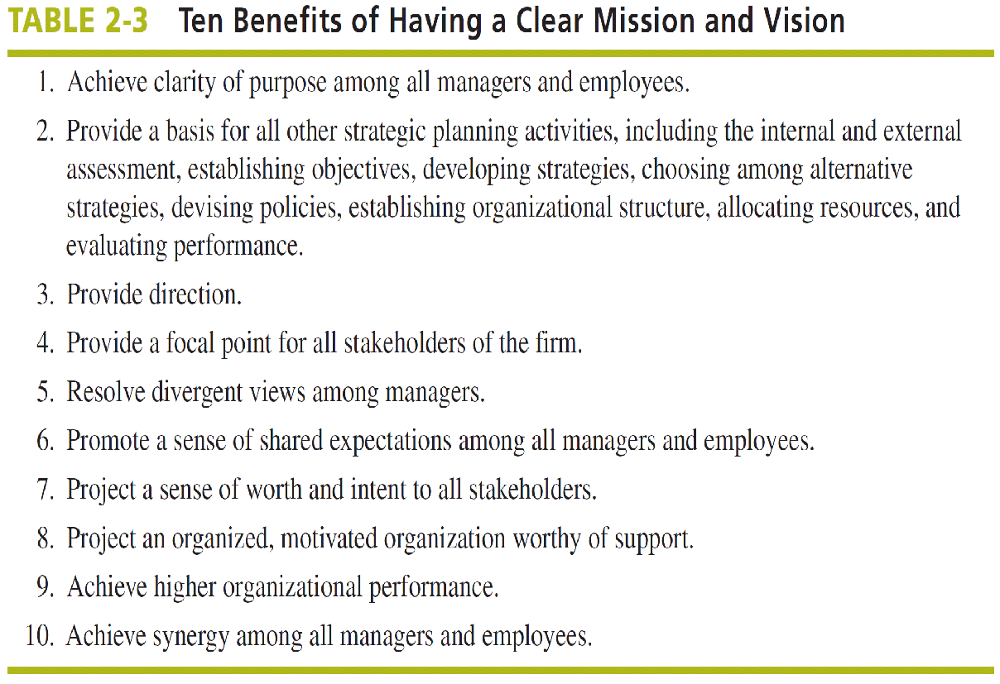 TABLE 2-3 Ten Benefits of Having a Clear Mission and Vision
1. Achieve clarity of purpose among all managers and employees.
2. Provide a basis for all other strategic planning activities, including the internal and external
assessment, establishing objectives, developing strategies, choosing among alternative
strategies, devising policies, establishing organizational structure, allocating resources, and
evaluating performance.
3. Provide direction.
4. Provide a focal point for all stakeholders of the firm.
5. Resolve divergent views among managers.
6. Promote a sense of shared expectations among all managers and employees.
7. Project a sense of worth and intent to all stakeholders.
8. Project an organized, motivated organization worthy of support.
9. Achieve higher organizational performance.
10. Achieve synergy among all managers and employees.